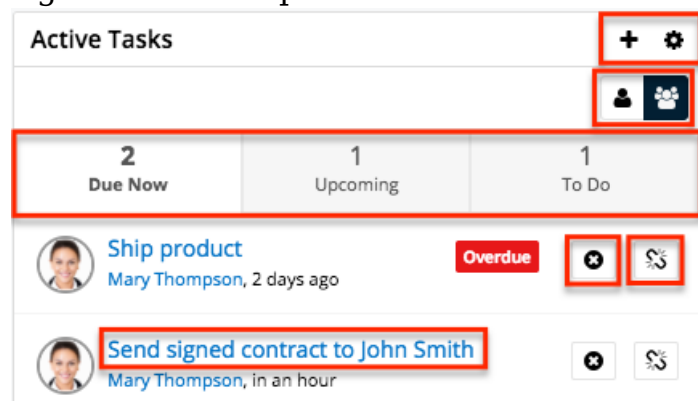 Active Tasks
2 1 1
Due Now Upcoming To Do
Ship product Overdue
Mary Thompson, 2 days ago
Send signed contract to John Smith
Mary Thompson, in an hour